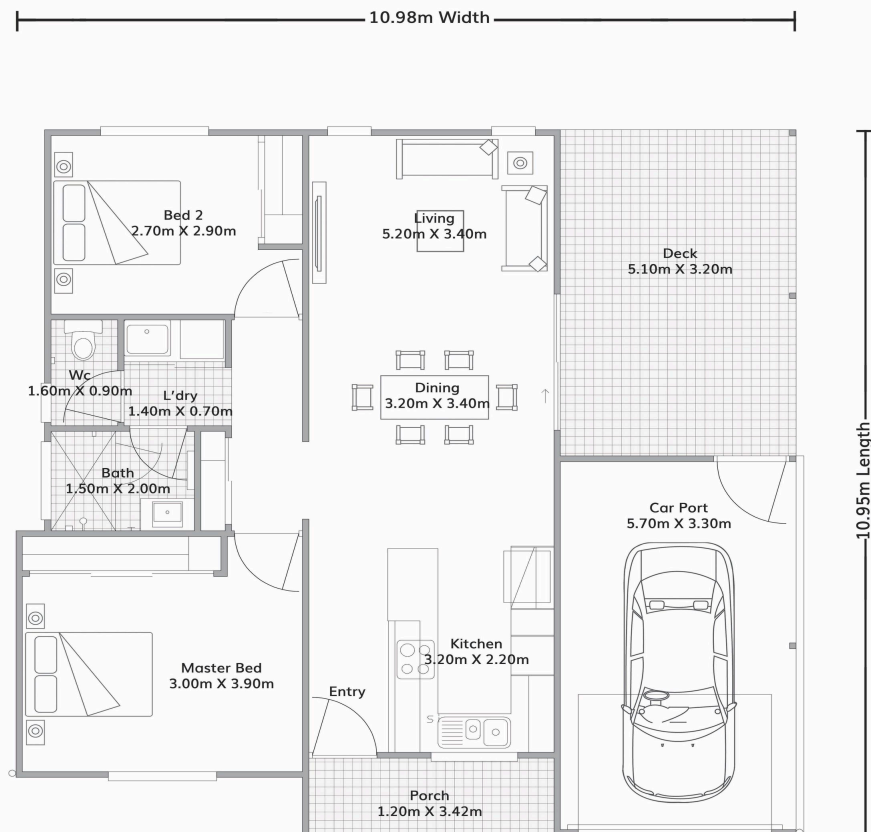 10.98m Width
Bed 2
2.70m X 2.90m
Living
5.20m X 3.40m
Deck
5.10m X 3.20m
Wc
1.60m X 0.90m
L'dry
1.40m X 0.70m
Dining
3.20m X 3.40m
Bath
1.50m X 2.00m
Car Port
5.70m X 3.30m
10.95m Length
Master Bed
3.00m X 3.90m
Kitchen
3.20m X 2.20m
Entry
S
Porch
1.20m X 3.42m